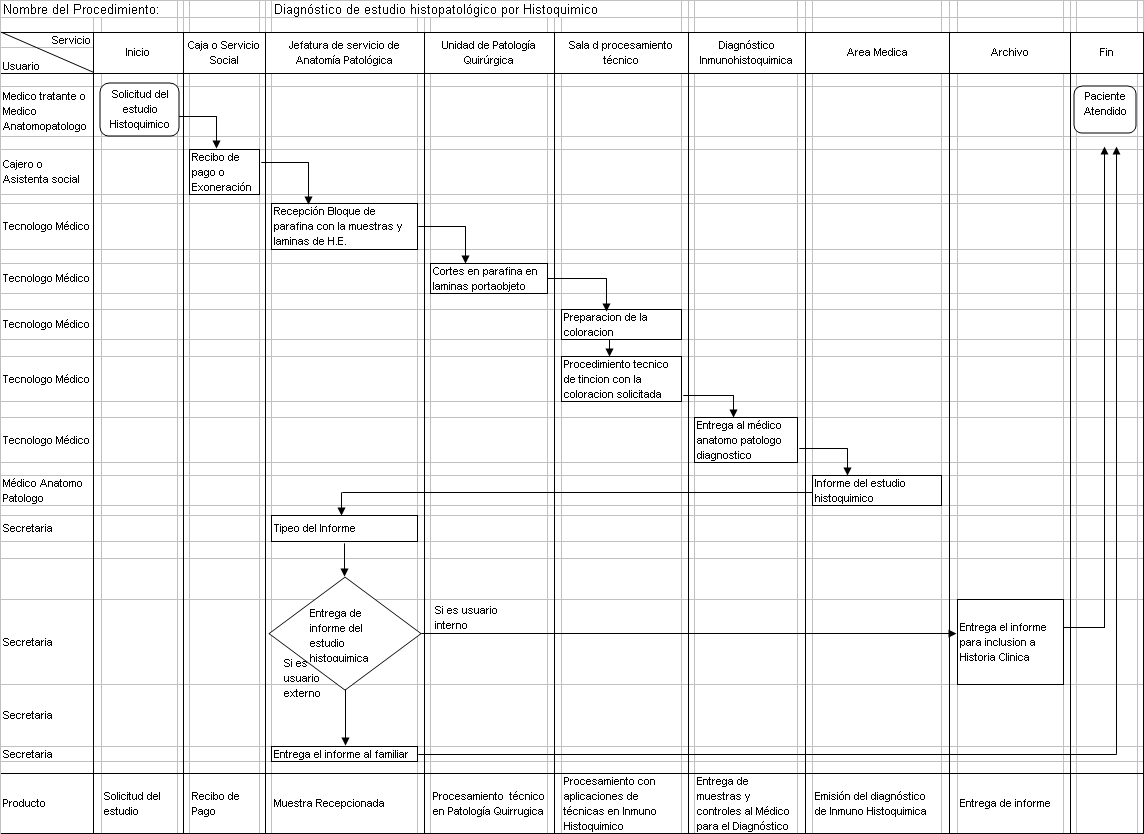 Nombre del Procedimiento:
Diagnóstico de estudio histopatológico por Histoquimico
Servicio
Usuario
Inicio
Caja o Servicio
Social
Jefatura de servicio de
Anatomía Patológica
Unidad de Patología
Quirúrgica
Sala d procesamiento
técnico
Diagnóstico
Inmunohistoquimica
Area Medica
Archivo
Fin
Medico tratante o
Medico
Anatomopatologo
Solicitud del
estudio
Histoquimico
Paciente
Atendido
Cajero o
Asistenta social
Recibo de
pago o
Exoneración
Tecnologo Médico
Recepción Bloque de
parafina con la muestras y
laminas de H.E.
Tecnologo Médico
Cortes en parafina en
laminas portaobjeto
Tecnologo Médico
Preparacion de la
coloracion
Tecnologo Médico
Procedimiento tecnico
de tincion con la
coloracion solicitada
Tecnologo Médico
Entrega al médico
anatomo patologo
diagnostico
Médico Anatomo
Patologo
Informe del estudio
histoquimico
Secretaria
Tipeo del Informe
Secretaria
Entrega de
informe del
estudio
histoquimica
Si es usuario
interno
Entrega el informe
para inclusion a
Historia Clinica
Si es
usuario
externo
Secretaria
Secretaria
Entrega el informe al familiar
Producto
Solicitud del
estudio
Recibo de
Pago
Muestra Recepcionada
Procesamiento técnico
en Patología Quirrugica
Procesamiento con
aplicaciones de
técnicas en Inmuno
Histoquimico
Entrega de
muestras y
controles al Médico
para el Diagnóstico
Emisión del diagnóstico
de Inmuno Histoquimica
Entrega de informe